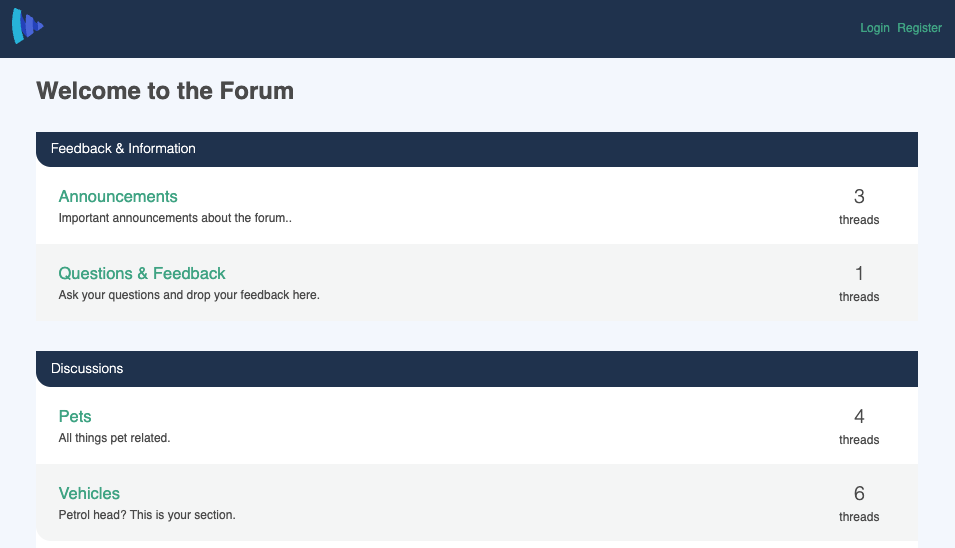 Login Register
Welcome to the Forum
Feedback & Information
Announcements
3
Important announcements about the forum..
threads
Questions & Feedback
1
Ask your questions and drop your feedback here.
threads
Discussions
Pets
4
All things pet related.
threads
Vehicles
6
Petrol head? This is your section.
threads